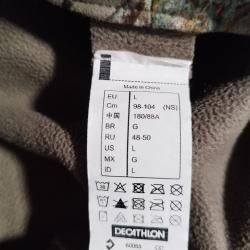 Made in China
EU L
Cm 98-104 (NS)
中国 180/88A
BR G
RU 48-50
US L
MX G
ID L
DECATHLON
CC